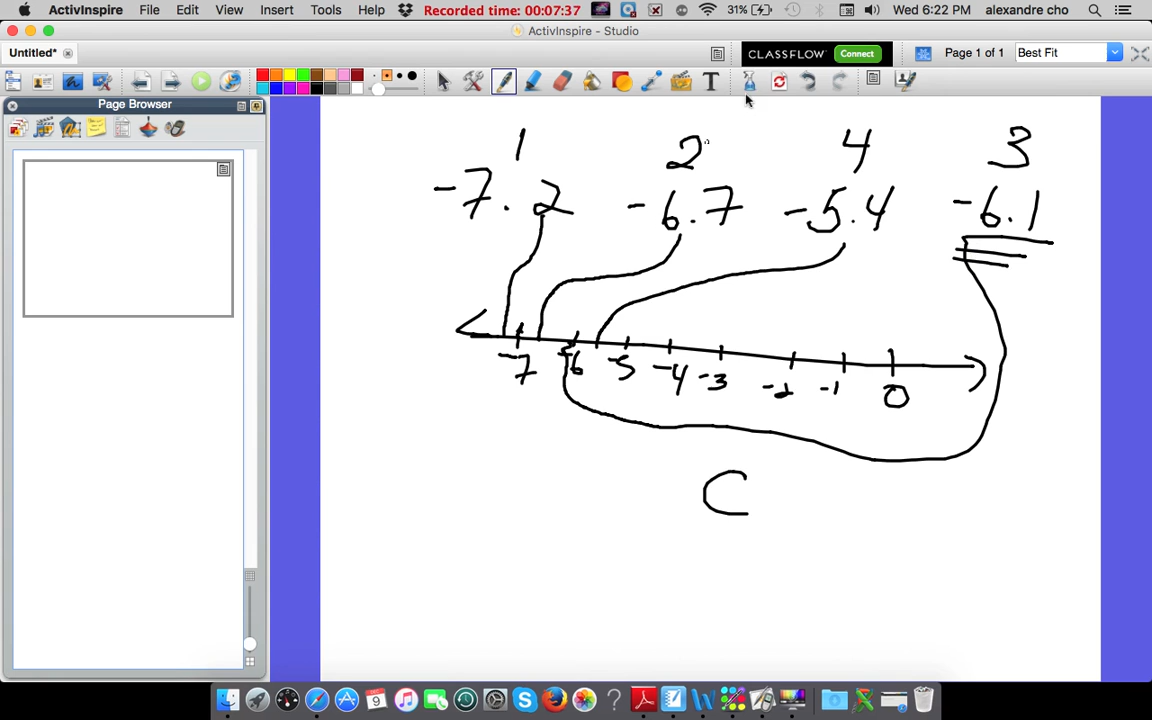 ActivInspire File Edit View Insert Tools Help Recorded time: 00:07:37 31% Wed 6:22 PM alexandre cho
ActivInspire - Studio
Untitled* CLASSFLOW Connect Page 1 of 1 Best Fit
Page Browser
1 2 4 3
-7.2 -6.7 -5.4 -6.1
-7 -6 -5 -4 -3 -2 -1 0
C